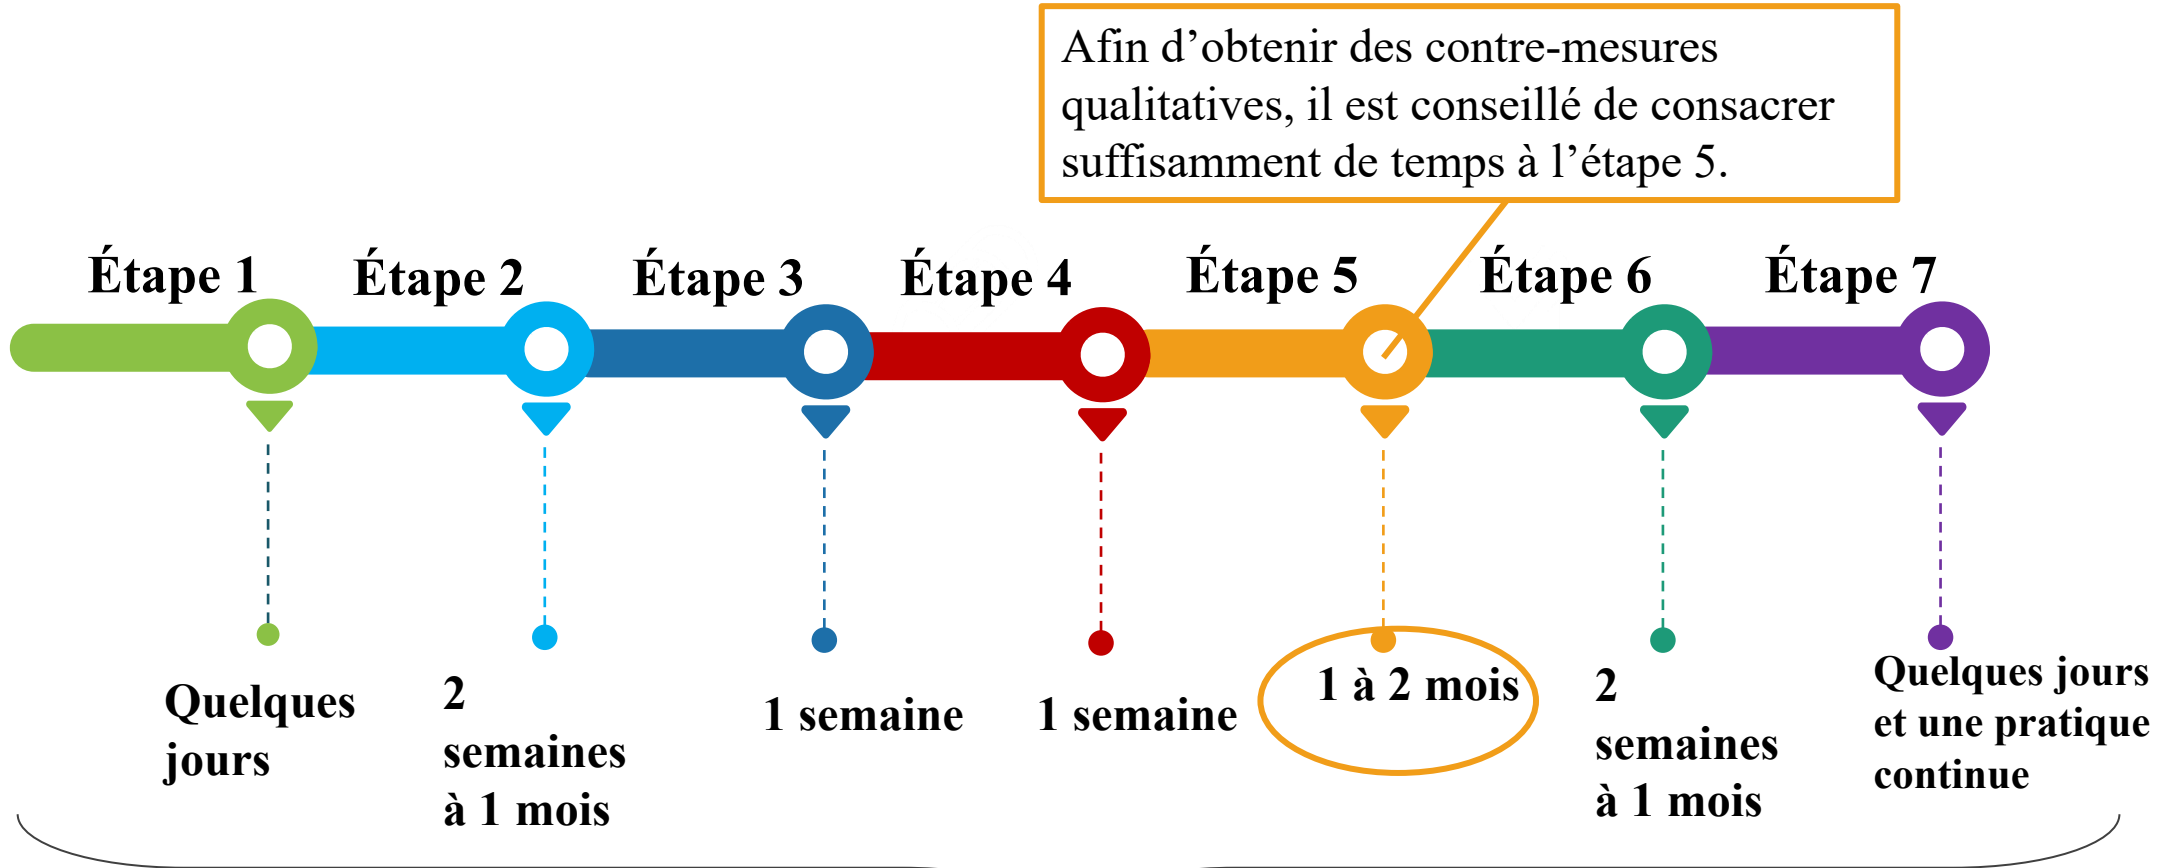 Afin d’obtenir des contre-mesures
qualitatives, il est conseillé de consacrer
suffisamment de temps à l’étape 5.
Étape 1
Étape 2
Étape 3
Étape 4
Étape 5
Étape 6
Étape 7
Quelques
jours
2
semaines
à 1 mois
1 semaine
1 semaine
1 à 2 mois
2
semaines
à 1 mois
Quelques jours
et une pratique
continue